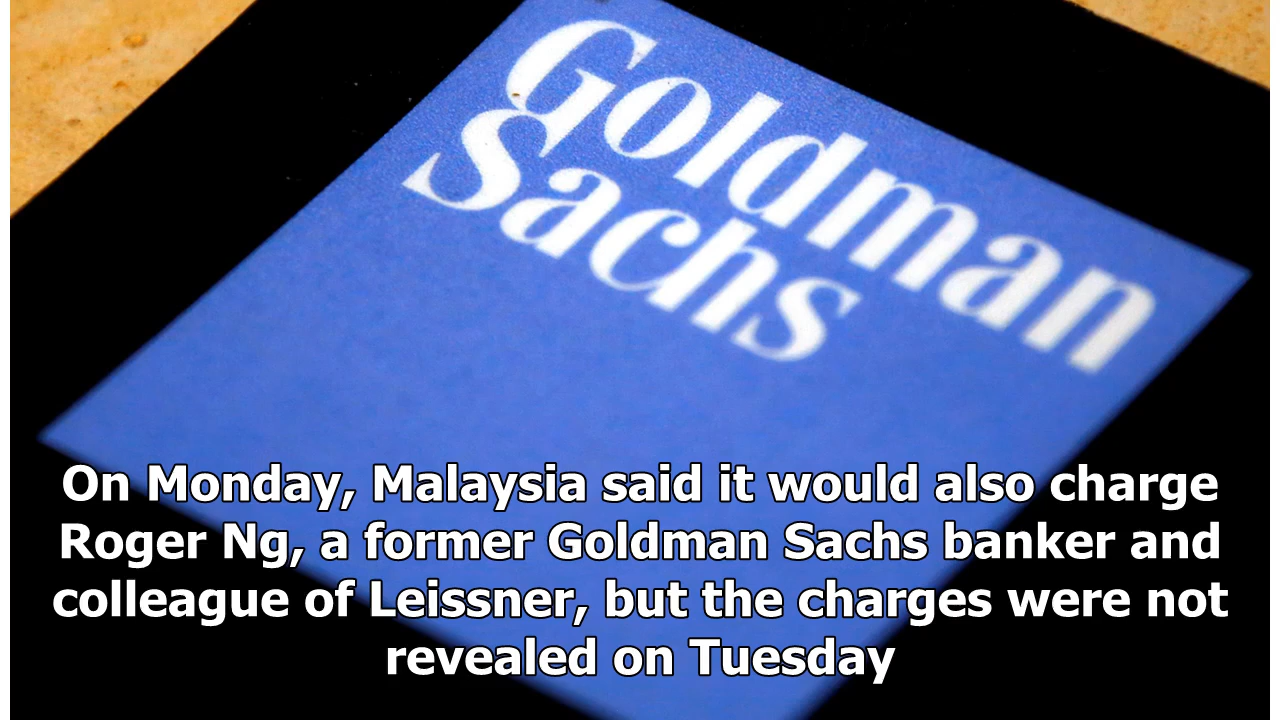 Goldman
Sachs
On Monday, Malaysia said it would also charge
Roger Ng, a former Goldman Sachs banker and
colleague of Leissner, but the charges were not
revealed on Tuesday